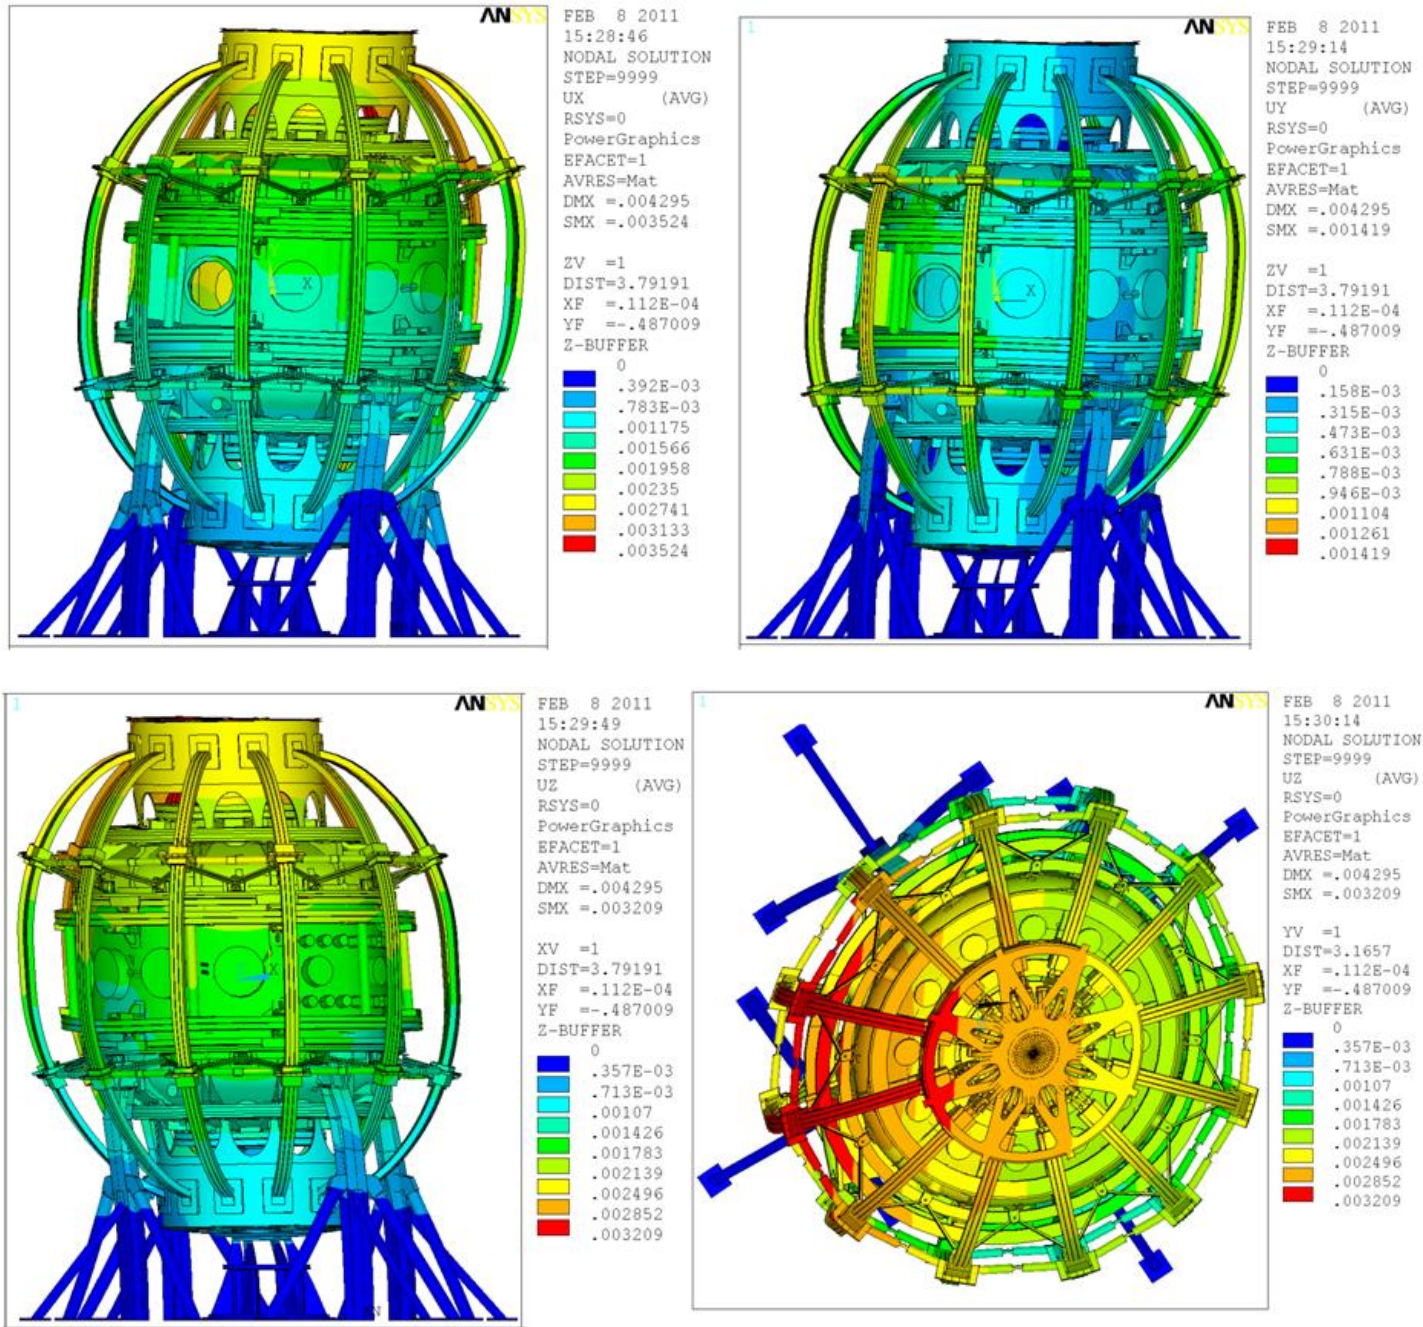 ANSYS
FEB 8 2011
15:28:46
NODAL SOLUTION
STEP=9999
UX (AVG)
RSYS=0
PowerGraphics
EFACET=1
AVRES=Mat
DMX =.004295
SMX =.003524
ZV =1
DIST=3.79191
XF =.112E-04
YF =-.487009
Z-BUFFER
0
.392E-03
.783E-03
.001175
.001566
.001958
.00235
.002741
.003133
.003524
X
1
ANSYS
FEB 8 2011
15:29:14
NODAL SOLUTION
STEP=9999
UY (AVG)
RSYS=0
PowerGraphics
EFACET=1
AVRES=Mat
DMX =.004295
SMX =.001419
ZV =1
DIST=3.79191
XF =.112E-04
YF =-.487009
Z-BUFFER
0
.158E-03
.315E-03
.473E-03
.631E-03
.788E-03
.946E-03
.001104
.001261
.001419
X
1
ANSYS
FEB 8 2011
15:29:49
NODAL SOLUTION
STEP=9999
UZ (AVG)
RSYS=0
PowerGraphics
EFACET=1
AVRES=Mat
DMX =.004295
SMX =.003209
XV =1
DIST=3.79191
XF =.112E-04
YF =-.487009
Z-BUFFER
0
.357E-03
.713E-03
.00107
.001426
.001783
.002139
.002496
.002852
.003209
X
1
ANSYS
FEB 8 2011
15:30:14
NODAL SOLUTION
STEP=9999
UZ (AVG)
RSYS=0
PowerGraphics
EFACET=1
AVRES=Mat
DMX =.004295
SMX =.003209
YV =1
DIST=3.1657
XF =.112E-04
YF =-.487009
Z-BUFFER
0
.357E-03
.713E-03
.00107
.001426
.001783
.002139
.002496
.002852
.003209